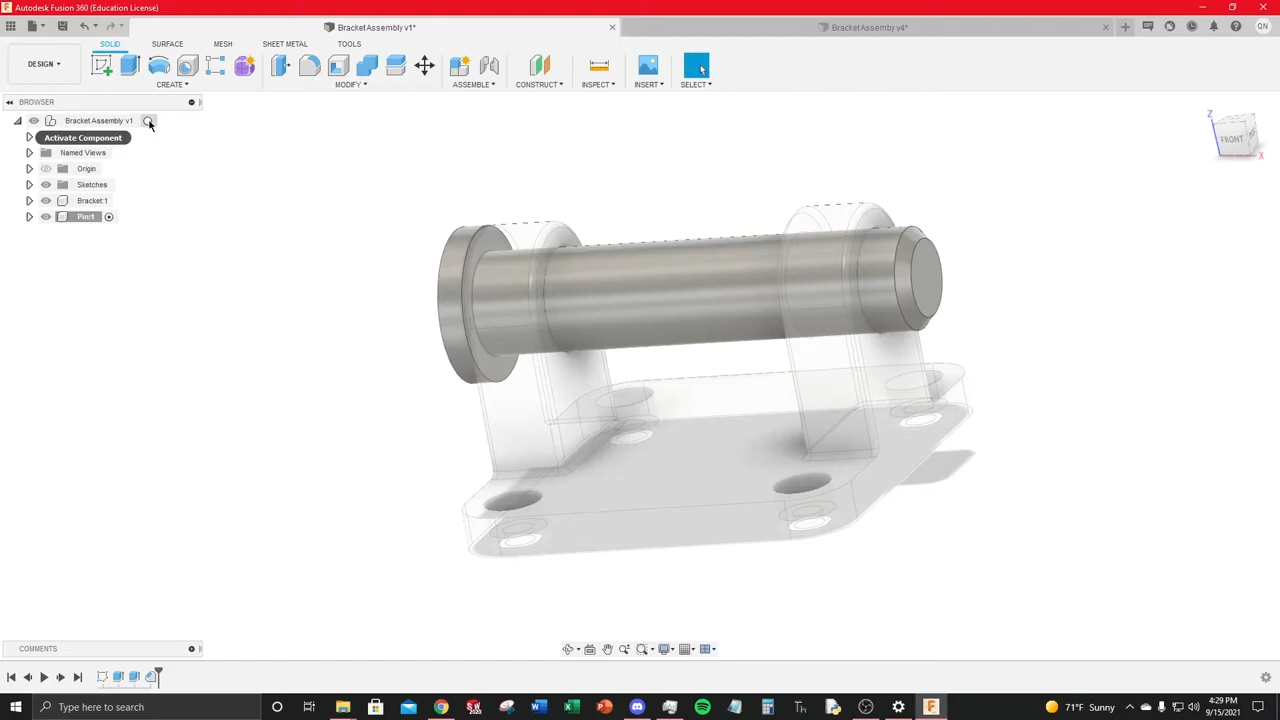 Autodesk Fusion 360 (Education License)
Bracket Assembly v1*
Bracket Assembly v4*
QN
DESIGN
SOLID
SURFACE
MESH
SHEET METAL
TOOLS
CREATE
MODIFY
ASSEMBLE
CONSTRUCT
INSPECT
INSERT
SELECT
BROWSER
Bracket Assembly v1
Activate Component
Named Views
Origin
Sketches
Bracket:1
Pin:1
Z
FRONT
X
COMMENTS
Type here to search
71°F Sunny
4:29 PM
9/15/2021